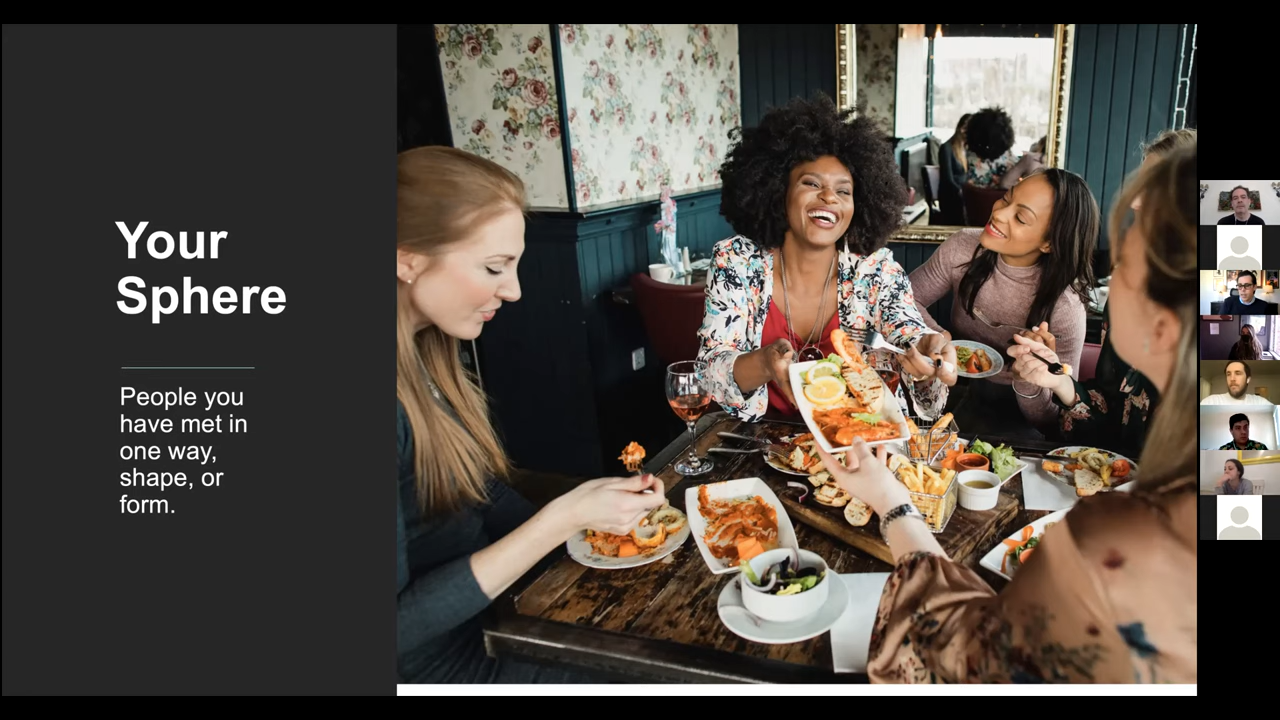 Your
Sphere
People you
have met in
one way,
shape, or
form.